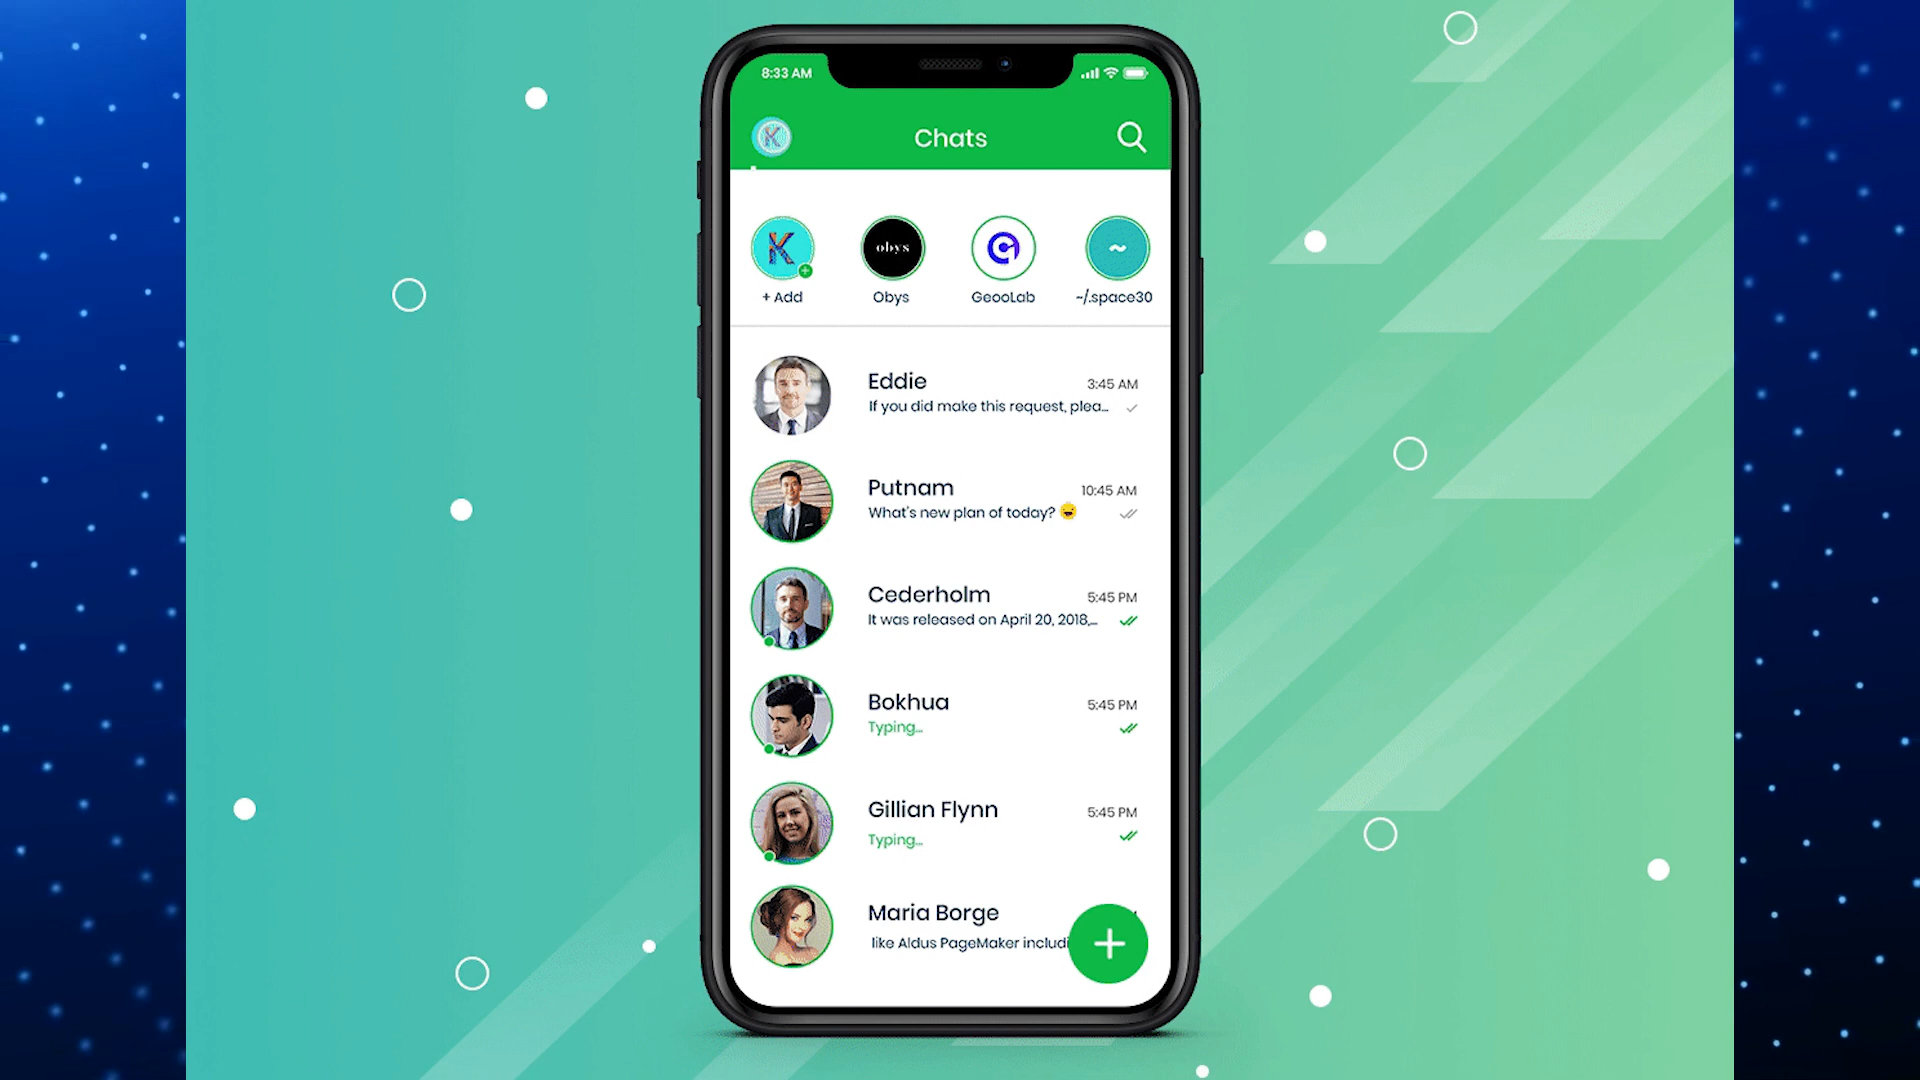 8:33 AM
K
Chats
K
obys
~
+ Add
Obys
GeooLab
~/.space30
Eddie
3:45 AM
If you did make this request, plea...
Putnam
10:45 AM
What's new plan of today? 😀
Cederholm
5:45 PM
It was released on April 20, 2018,...
Bokhua
5:45 PM
Typing...
Gillian Flynn
5:45 PM
Typing...
Maria Borge
like Aldus PageMaker includi
+